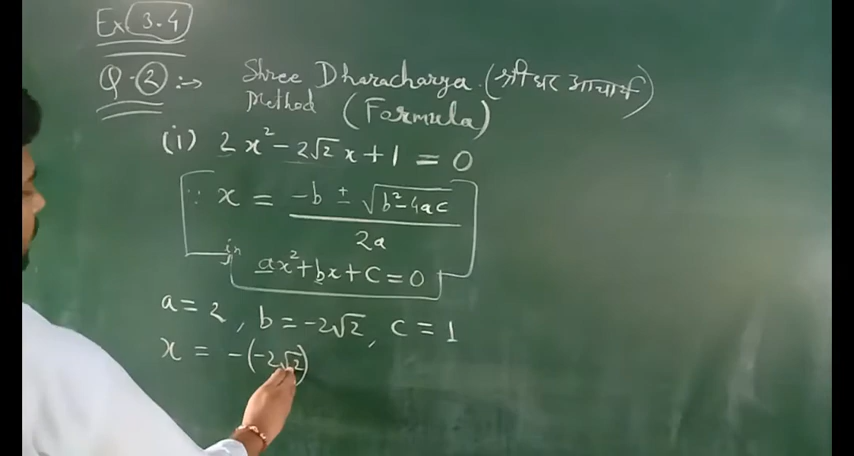 Ex. 3.4
Q.② :→ Shree Dharacharya (श्री धर आचार्य)
Method (Formula)
(i) 2x² - 2√2 x + 1 = 0
∵ x = -b ± √b²-4ac
2a
in
ax²+bx+C=0
a = 2, b = -2√2, c = 1
x = -(-2√2)